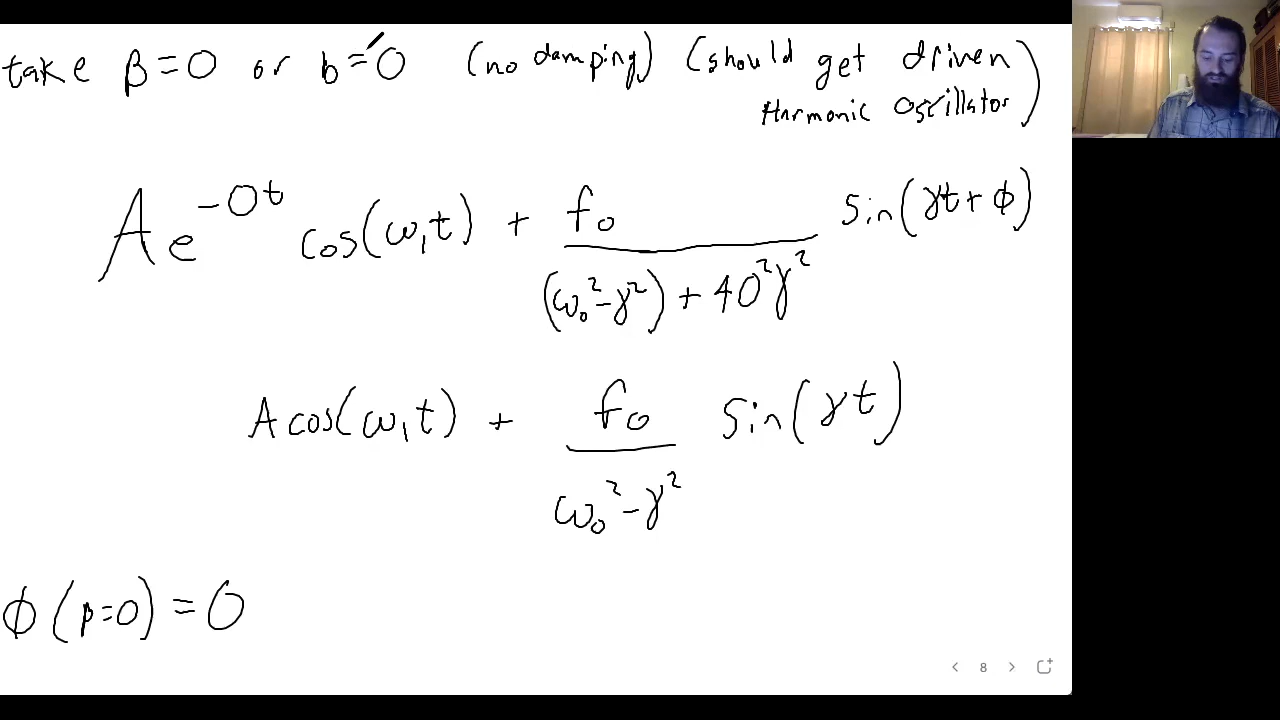 take β=0 or b=0 (no damping) (should get driven
Harmonic Oscillator)
Ae^{-0t} cos(ω₁t) + f₀/((ω₀²-γ²)+40²γ²) sin(γt+φ)
A cos(ω₁t) + f₀/(ω₀²-γ²) sin(γt)
φ(β=0)=0
8